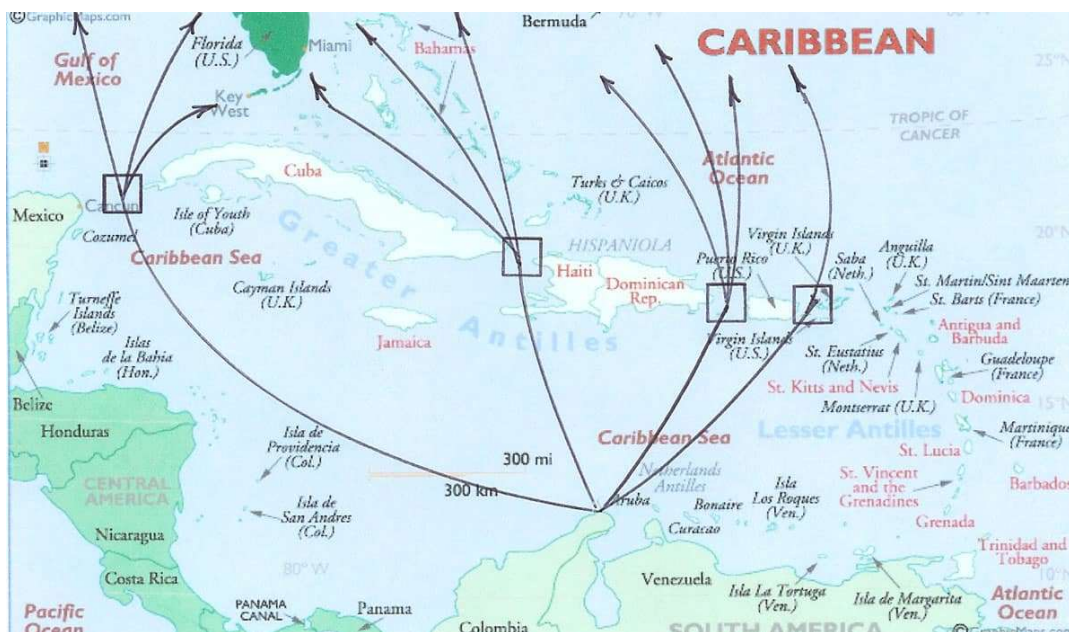 © GraphicMaps.com
Bermuda
CARIBBEAN
Florida
(U.S.)
Miami
Bahamas
Gulf of
Mexico
25°N
Key
West
TROPIC OF
CANCER
Atlantic
Ocean
Cuba
Turks & Caicos
(U.K.)
Mexico
Cancun
Isle of Youth
(Cuba)
Cozumel
Caribbean Sea
Greater
Antilles
HISPANIOLA
20°N
Virgin Islands
(U.K.)
Anguilla
(U.K.)
Puerto Rico
(U.S.)
Saba
(Neth.)
St. Martin/Sint Maarten
St. Barts (France)
Haiti
Dominican
Rep.
Cayman Islands
(U.K.)
Turneffe
Islands
(Belize)
Jamaica
Virgin Islands
(U.S.)
Antigua and
Barbuda
St. Eustatius
(Neth.)
Islas
de la Bahia
(Hon.)
Guadeloupe
(France)
St. Kitts and Nevis
Montserrat (U.K.)
Dominica
Belize
15°N
Honduras
Caribbean Sea
Lesser Antilles
Martinique
(France)
Isla de
Providencia
(Col.)
St. Lucia
300 mi
300 km
Netherlands
Antilles
CENTRAL
AMERICA
St. Vincent
and the
Grenadines
Barbados
Isla
Los Roques
(Ven.)
Isla de
San Andres
(Col.)
Aruba
Bonaire
Curacao
Grenada
Nicaragua
Trinidad and
Tobago
80° W
Costa Rica
Venezuela
10°N
Isla La Tortuga
(Ven.)
Isla de Margarita
(Ven.)
Atlantic
Ocean
Pacific
Ocean
PANAMA
CANAL
Panama
Colombia
SOUTH AMERICA
© GraphicMaps.com